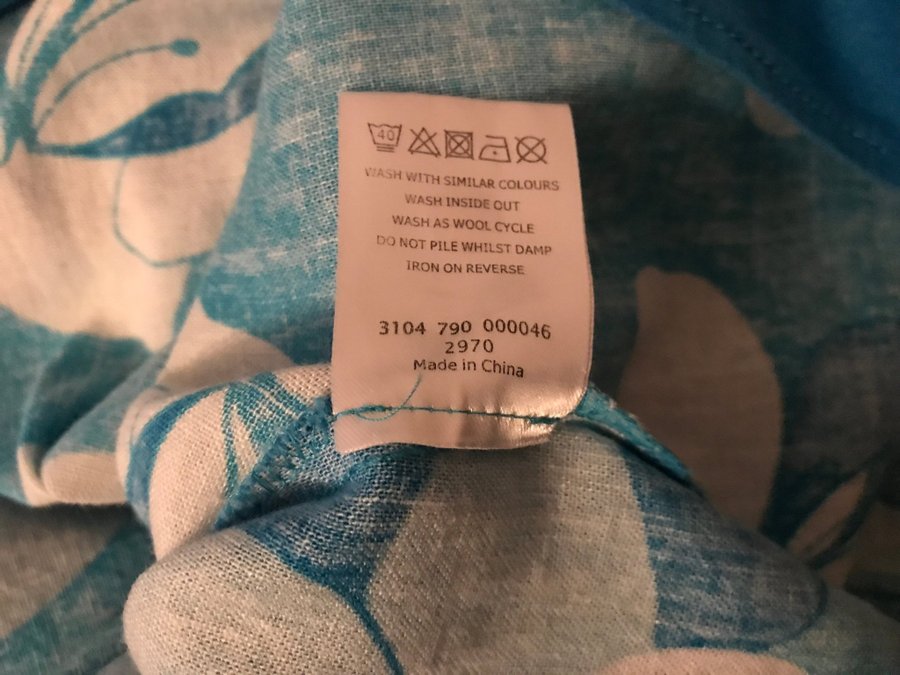 40
WASH WITH SIMILAR COLOURS
WASH INSIDE OUT
WASH AS WOOL CYCLE
DO NOT PILE WHILST DAMP
IRON ON REVERSE
3104 790 000046
2970
Made in China